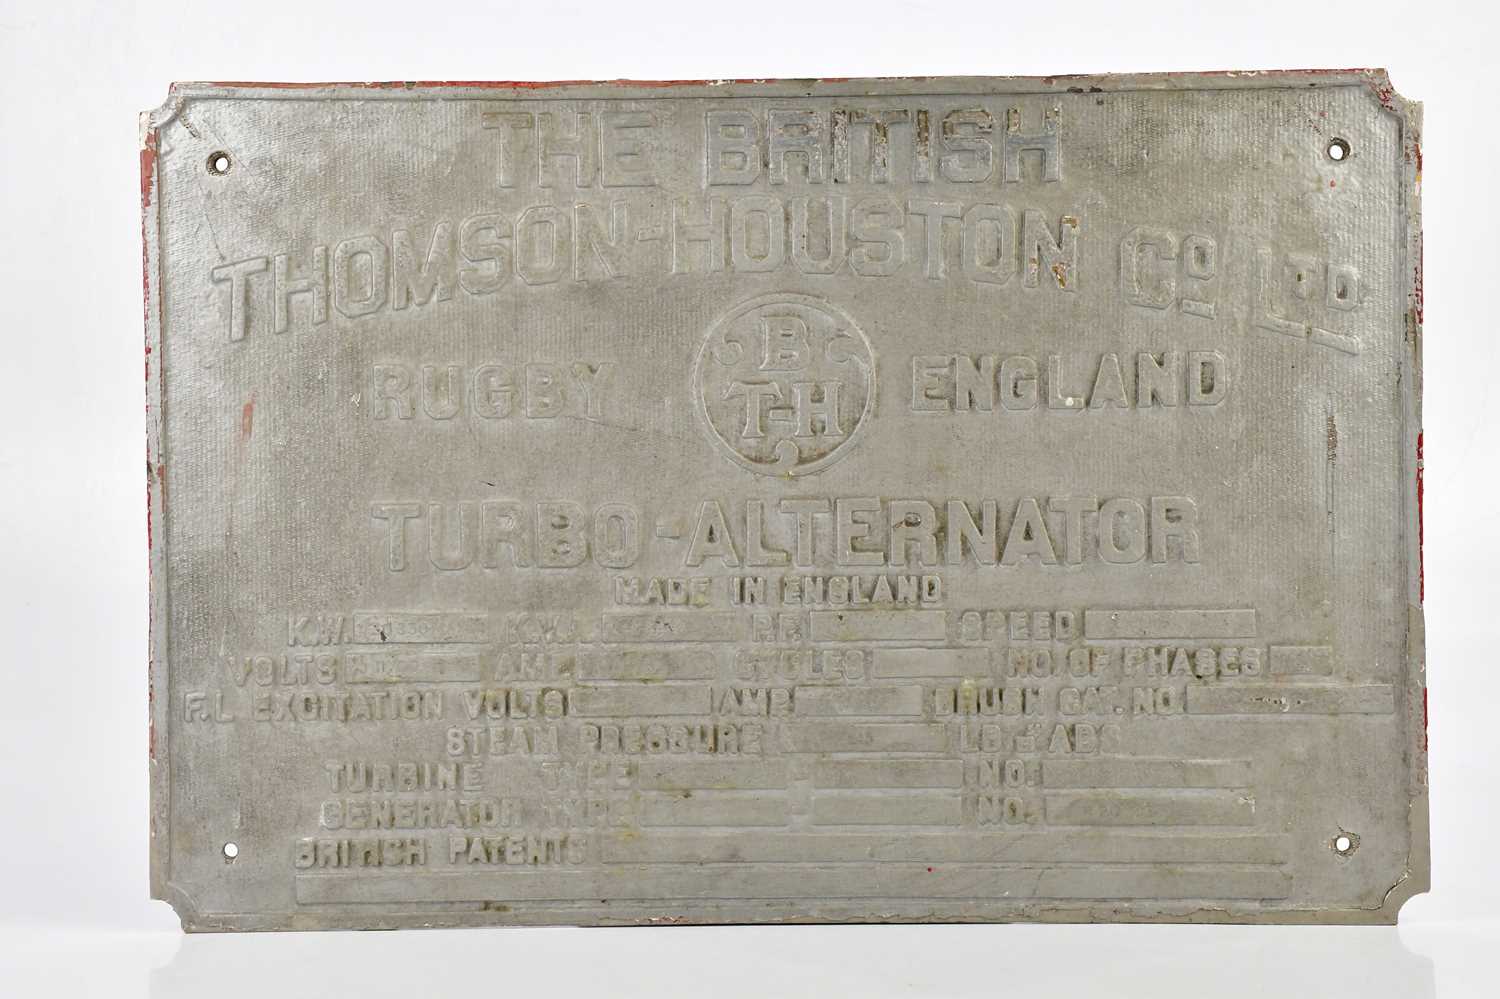 THE BRITISH
THOMSON-HOUSTON Co LTD
RUGBY B T-H ENGLAND
TURBO-ALTERNATOR
MADE IN ENGLAND
K.W. K.V.A. P.F. SPEED
VOLTS AMP. CYCLES NO. OF PHASES
F.L EXCITATION VOLTS AMP. BRUSH CAT. NO
STEAM PRESSURE LB ABS
TURBINE TYPE - NO.
GENERATOR TYPE - NO.
BRITISH PATENTS